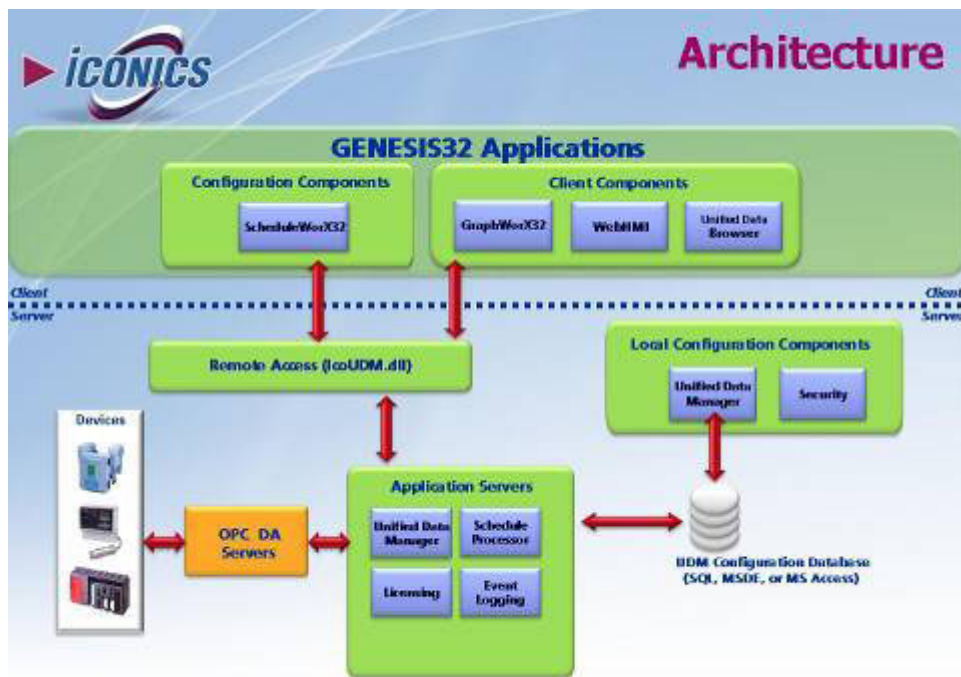 ICONICS
Architecture
GENESIS32 Applications
Configuration Components
Client Components
ScheduleWorX32
GraphWorX32
WebHMI
Unified Data
Browser
Client
Client
Server
Server
Remote Access (IcoUDM.dll)
Local Configuration Components
Unified Data
Manager
Security
Devices
Application Servers
OPC DA
Servers
Unified Data
Manager
Schedule
Processor
Licensing
Event
Logging
UDM Configuration Database
(SQL, MSDE, or MS Access)